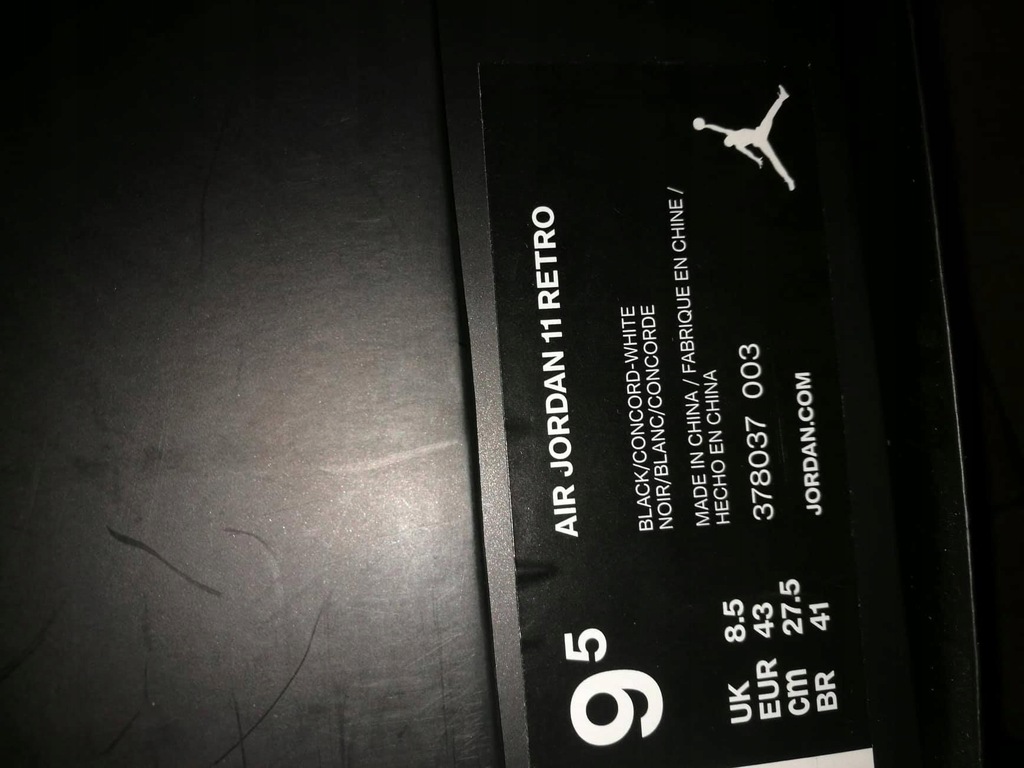 AIR JORDAN 11 RETRO
BLACK/CONCORD-WHITE
NOIR/BLANC/CONCORDE
MADE IN CHINA / FABRIQUE EN CHINE /
HECHO EN CHINA
378037 003
JORDAN.COM
9 5
UK 8.5
EUR 43
cm 27.5
BR 41